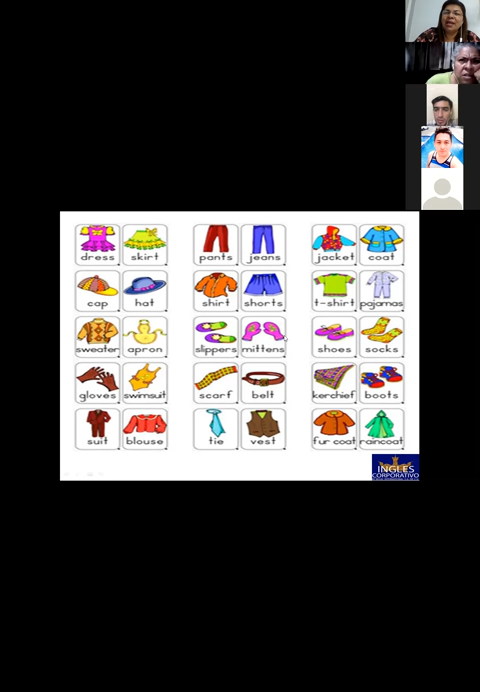 dress skirt pants jeans jacket coat
cap hat shirt shorts t-shirt pajamas
sweater apron slippers mittens shoes socks
gloves swimsuit scarf belt kerchief boots
suit blouse tie vest fur coat raincoat
INGLES
CORPORATIVO